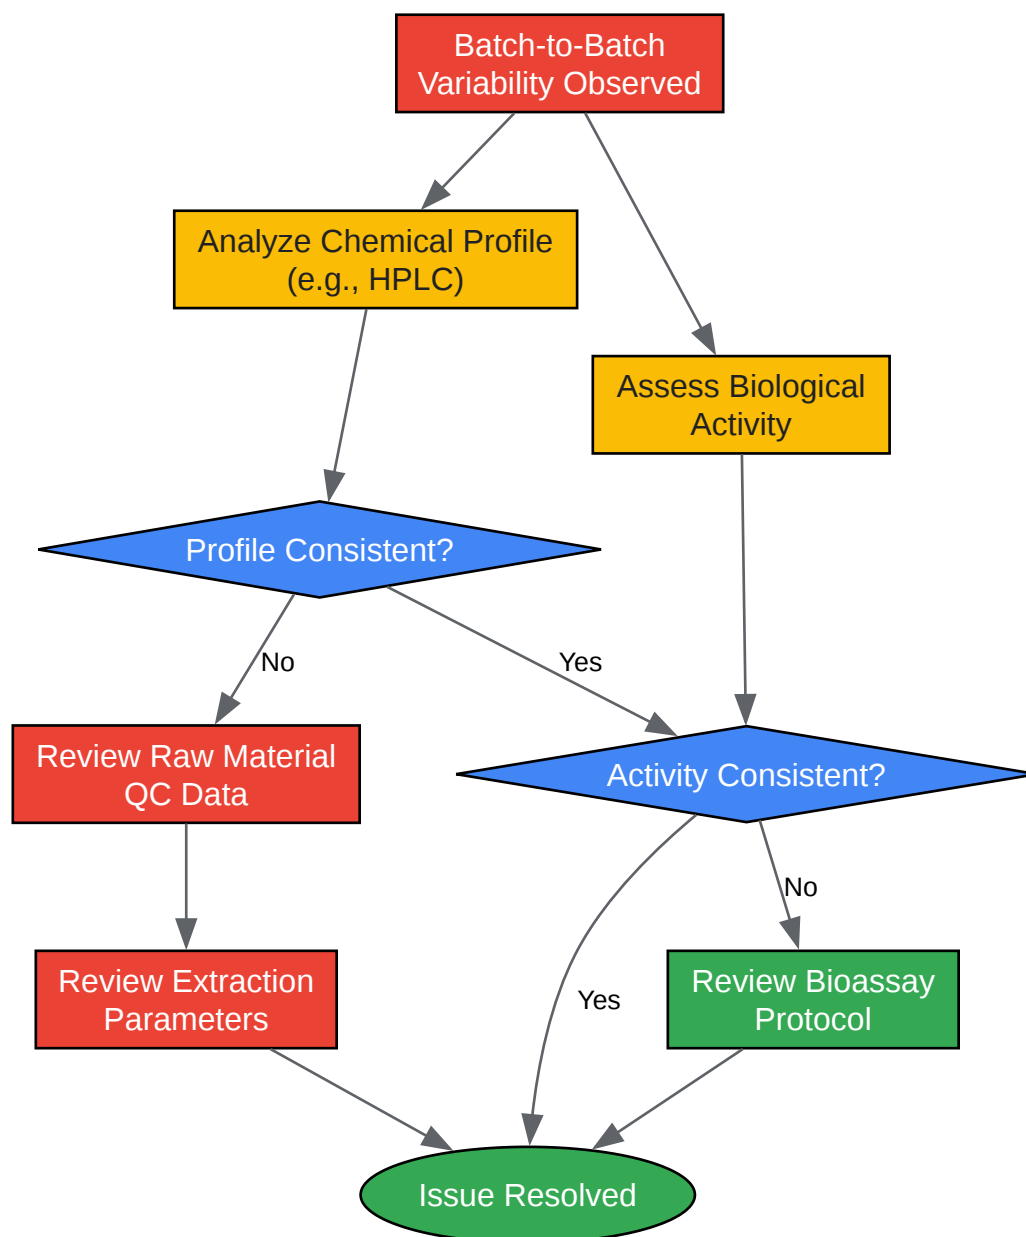 Batch-to-Batch
Variability Observed
Analyze Chemical Profile
(e.g., HPLC)
Assess Biological
Activity
Profile Consistent?
No
Yes
Review Raw Material
QC Data
Activity Consistent?
No
Yes
Review Extraction
Parameters
Review Bioassay
Protocol
Issue Resolved